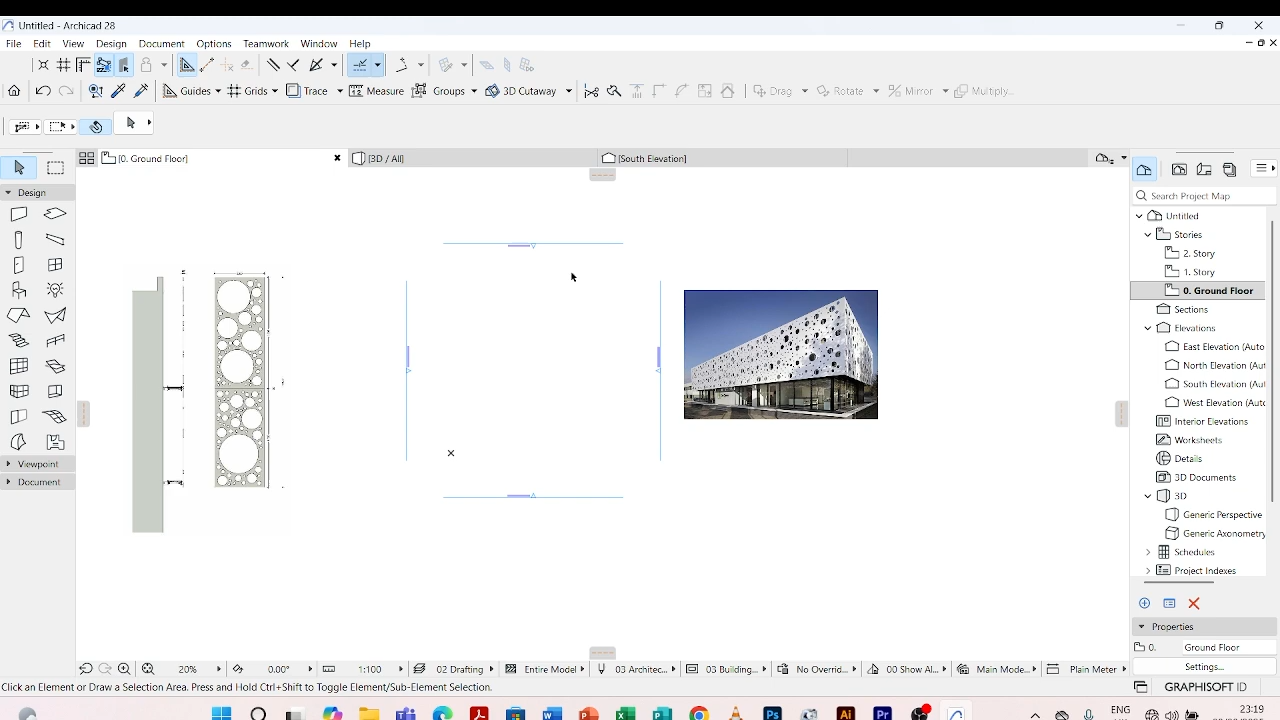 Untitled - Archicad 28
File Edit View Design Document Options Teamwork Window Help
Guides Grids Trace Measure Groups 3D Cutaway Drag Rotate Mirror Multiply...
[0. Ground Floor] [3D / All] [South Elevation]
Design
Viewpoint
Document
Search Project Map
Untitled
Stories
2. Story
1. Story
0. Ground Floor
Sections
Elevations
East Elevation (Auto
North Elevation (Au
South Elevation (Au
West Elevation (Auto
Interior Elevations
Worksheets
Details
3D Documents
3D
Generic Perspective
Generic Axonometry
Schedules
Project Indexes
Properties
0. Ground Floor
Settings...
20% 0.00° 1:100 02 Drafting Entire Model 03 Architec... 03 Building... No Overrid... 00 Show All... Main Mode... Plain Meter
Click an Element or Draw a Selection Area. Press and Hold Ctrl+Shift to Toggle Element/Sub-Element Selection.
GRAPHISOFT ID
ENG
23:19